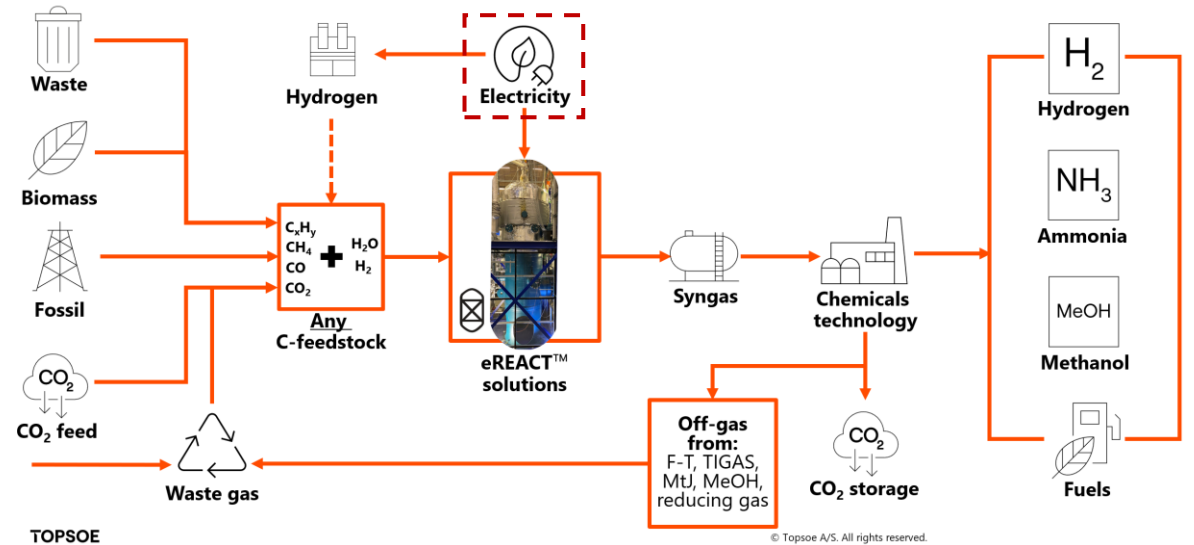 Waste
Biomass
Fossil
CO₂
CO₂ feed
Hydrogen
Electricity
CₓHᵧ
CH₄
CO
CO₂
+
H₂O
H₂
Any
C-feedstock
eREACT™
solutions
Syngas
Chemicals
technology
Waste gas
Off-gas
from:
F-T, TIGAS,
MtJ, MeOH,
reducing gas
CO₂
CO₂ storage
H₂
Hydrogen
NH₃
Ammonia
MeOH
Methanol
Fuels
TOPSOE
© Topsoe A/S. All rights reserved.